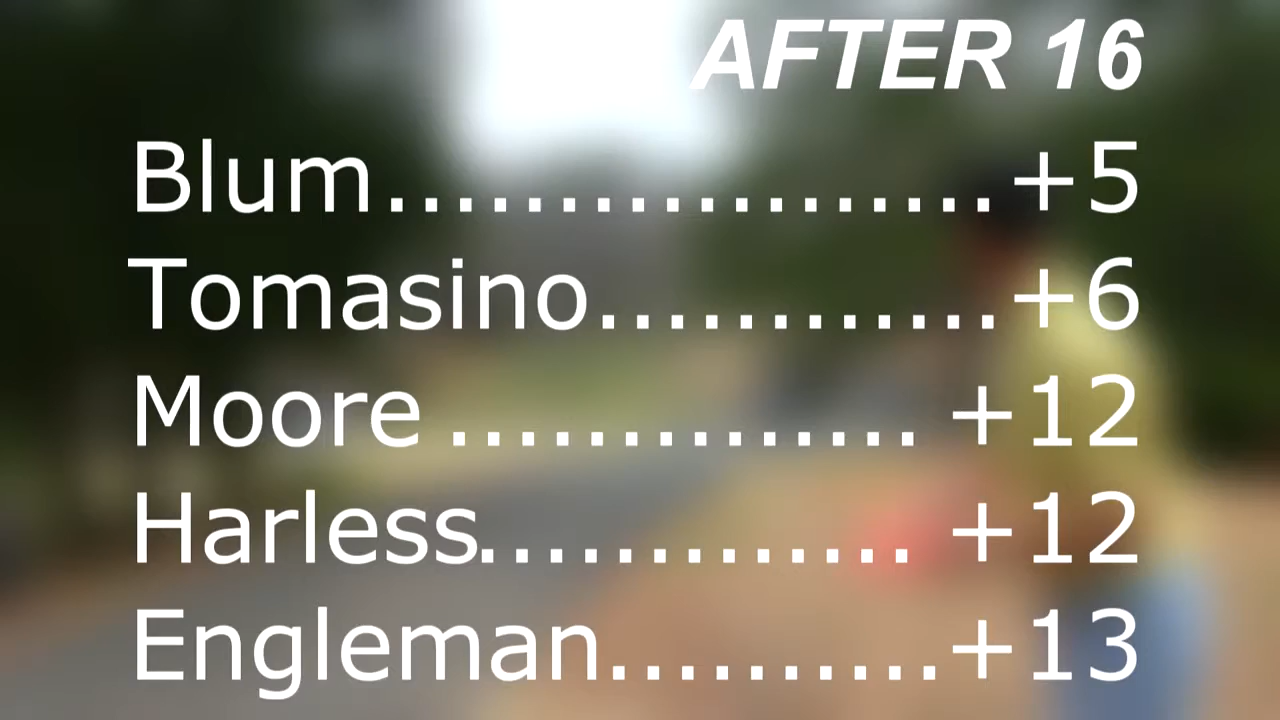 AFTER 16
Blum..................+5
Tomasino............+6
Moore .............. +12
Harless............. +12
Engleman..........+13